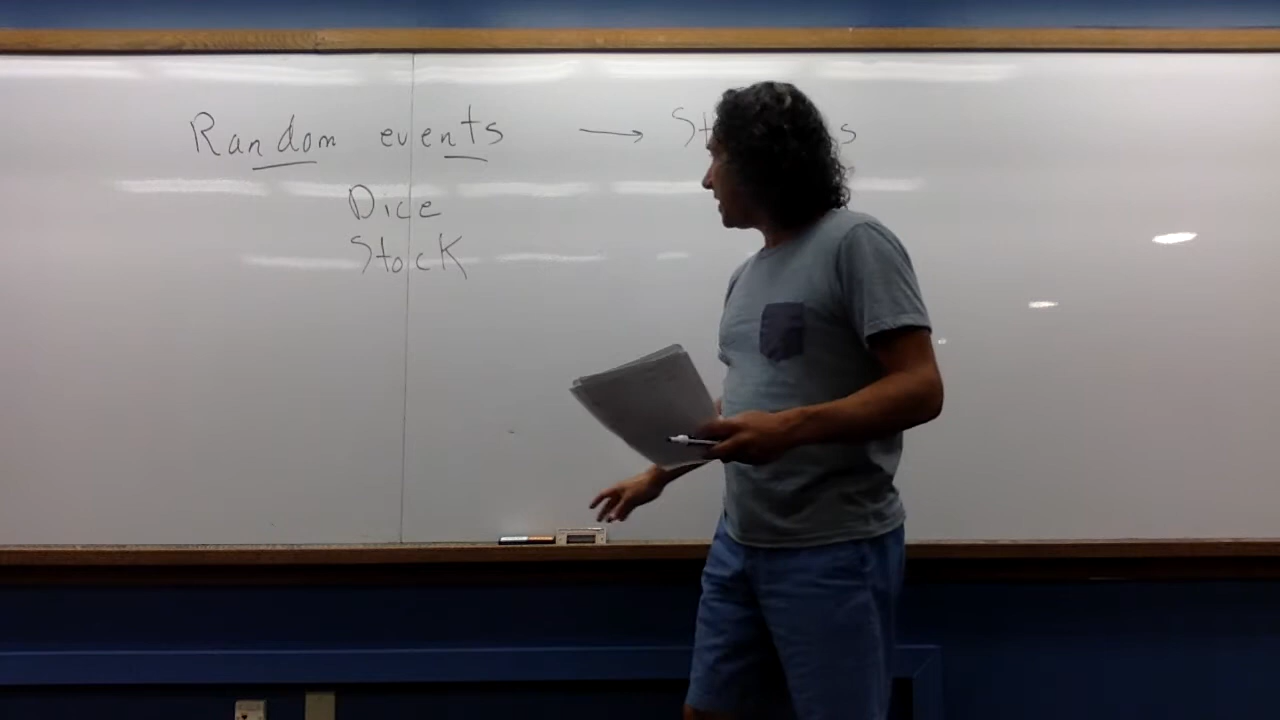 Random events →
Dice
Stock